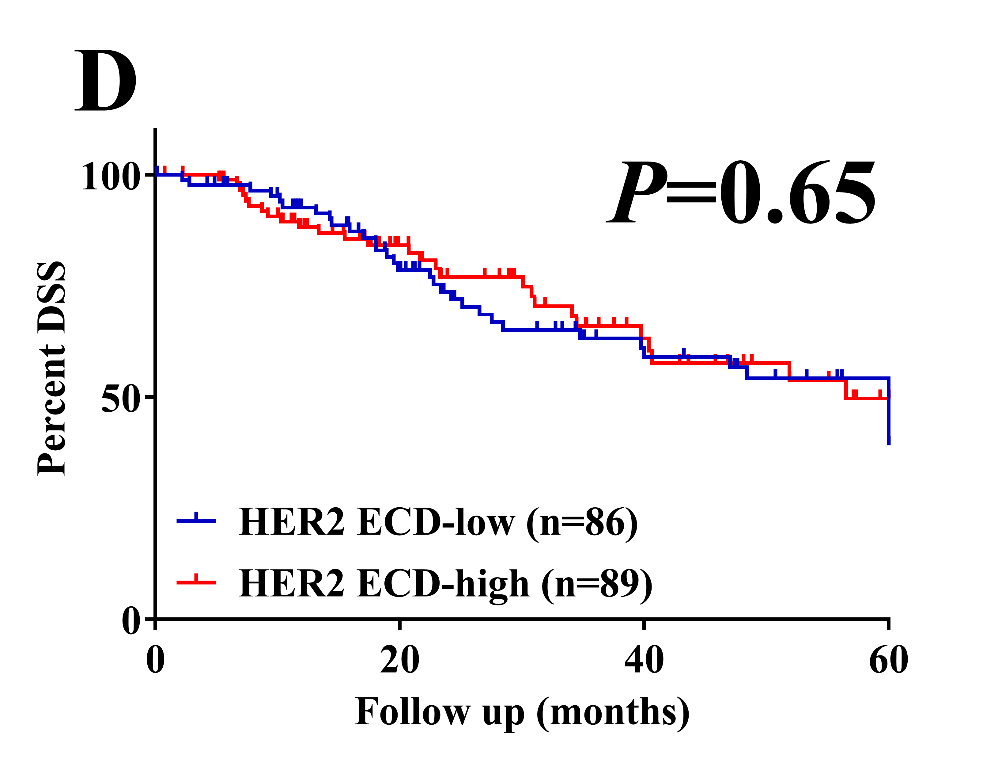 D
P=0.65
100
50
0
Percent DSS
HER2 ECD-low (n=86)
HER2 ECD-high (n=89)
0 20 40 60
Follow up (months)